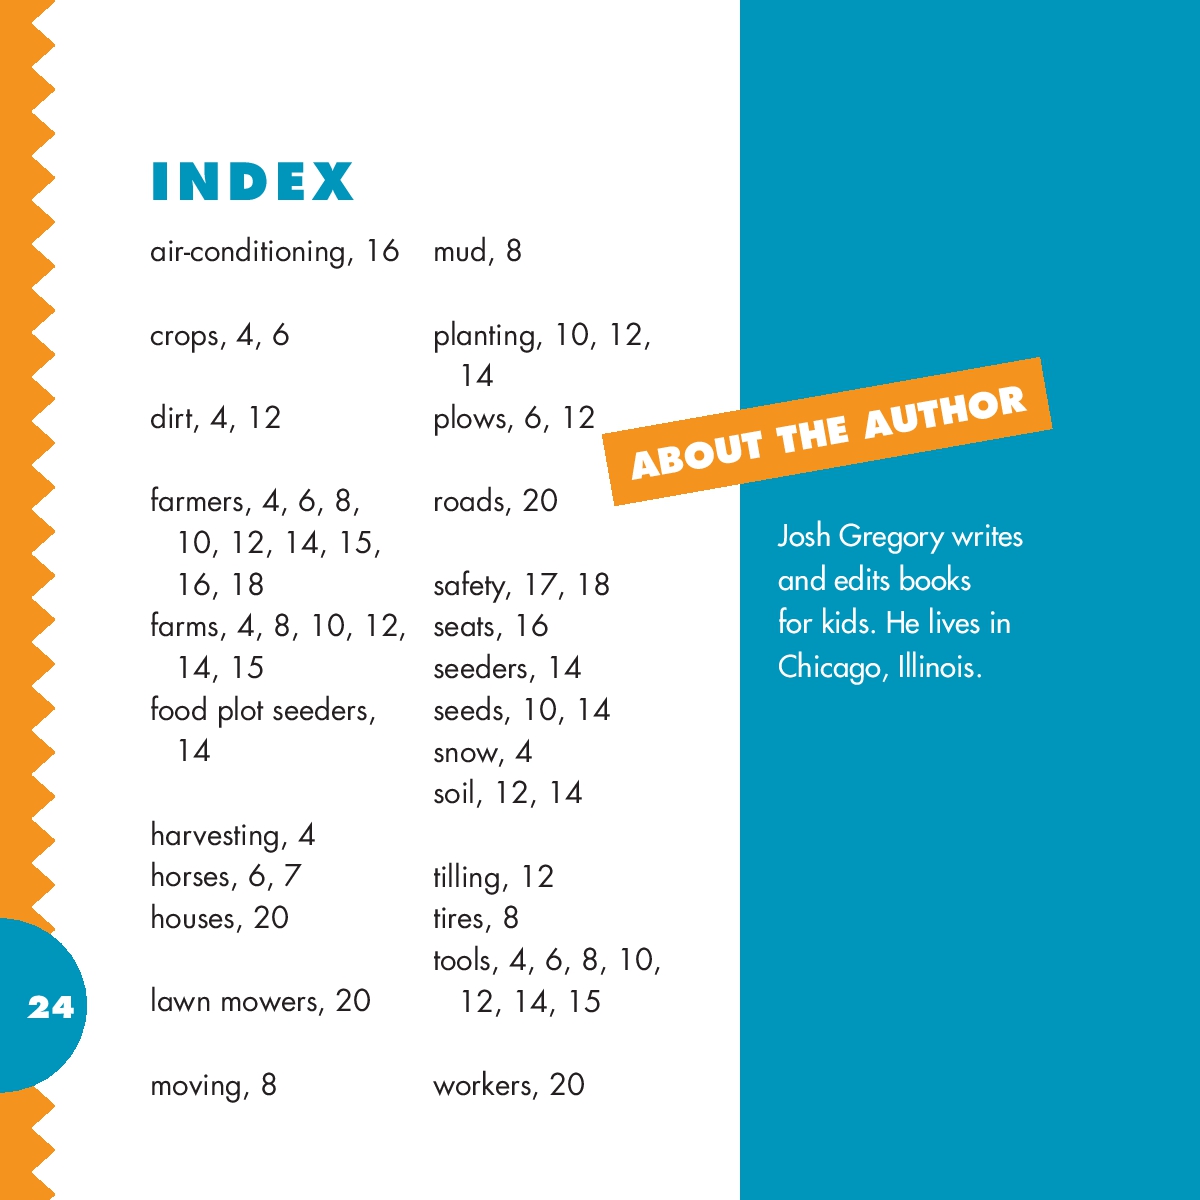 INDEX
air-conditioning, 16
crops, 4, 6
dirt, 4, 12
farmers, 4, 6, 8,
10, 12, 14, 15,
16, 18
farms, 4, 8, 10, 12,
14, 15
food plot seeders,
14
harvesting, 4
horses, 6, 7
houses, 20
lawn mowers, 20
moving, 8
mud, 8
planting, 10, 12,
14
plows, 6, 12
roads, 20
safety, 17, 18
seats, 16
seeders, 14
seeds, 10, 14
snow, 4
soil, 12, 14
tilling, 12
tires, 8
tools, 4, 6, 8, 10,
12, 14, 15
workers, 20
ABOUT THE AUTHOR
Josh Gregory writes
and edits books
for kids. He lives in
Chicago, Illinois.
24